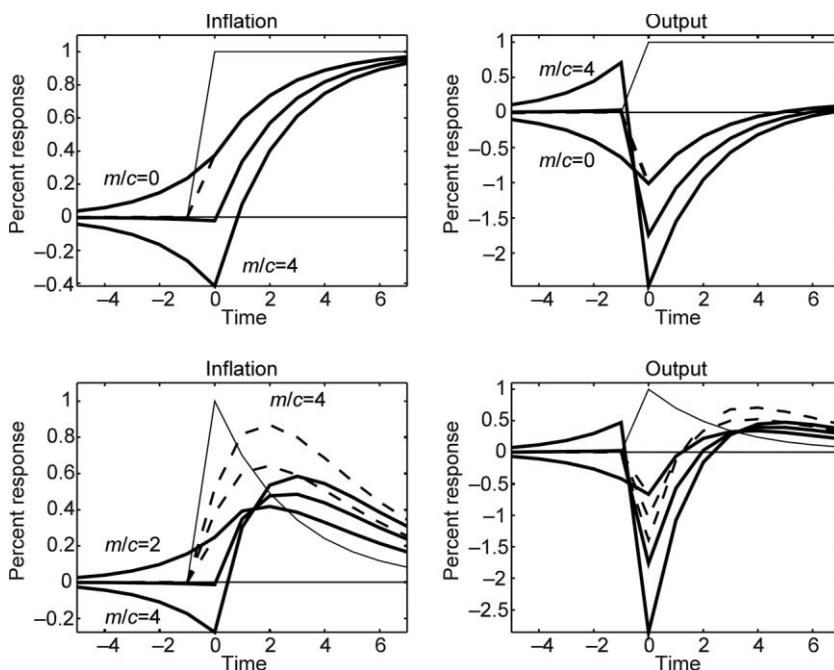 Inflation
Percent response
1
0.8
0.6
0.4
0.2
0
–0.2
–0.4
m/c=0
m/c=4
–4 –2 0 2 4 6
Time
Output
Percent response
1
0.5
0
–0.5
–1
–1.5
–2
m/c=4
m/c=0
–4 –2 0 2 4 6
Time
Inflation
Percent response
1
0.8
0.6
0.4
0.2
0
–0.2
m/c=4
m/c=2
m/c=4
–4 –2 0 2 4 6
Time
Output
Percent response
1
0.5
0
–0.5
–1
–1.5
–2
–2.5
–4 –2 0 2 4 6
Time